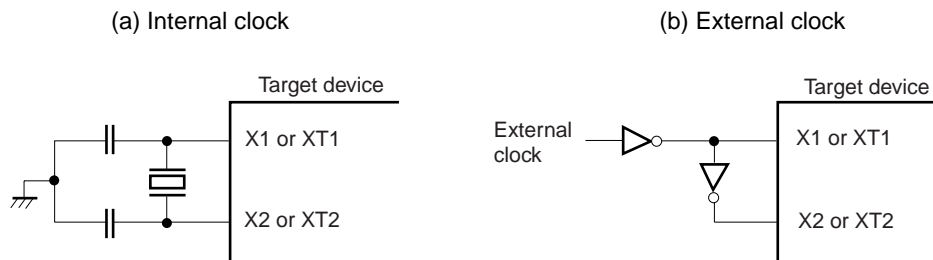 (a) Internal clock
Target device
X1 or XT1
X2 or XT2
(b) External clock
Target device
External
clock
X1 or XT1
X2 or XT2